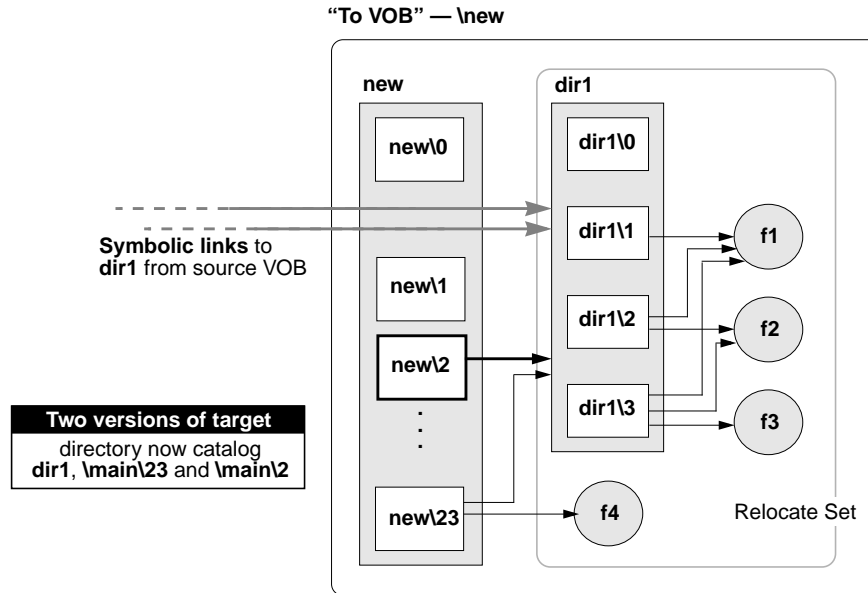 “To VOB” — \new
new
dir1
new\0
dir1\0
dir1\1
f1
Symbolic links to
dir1 from source VOB
new\1
dir1\2
f2
new\2
dir1\3
f3
Two versions of target
directory now catalog
dir1, \main\23 and \main\2
new\23
f4
Relocate Set